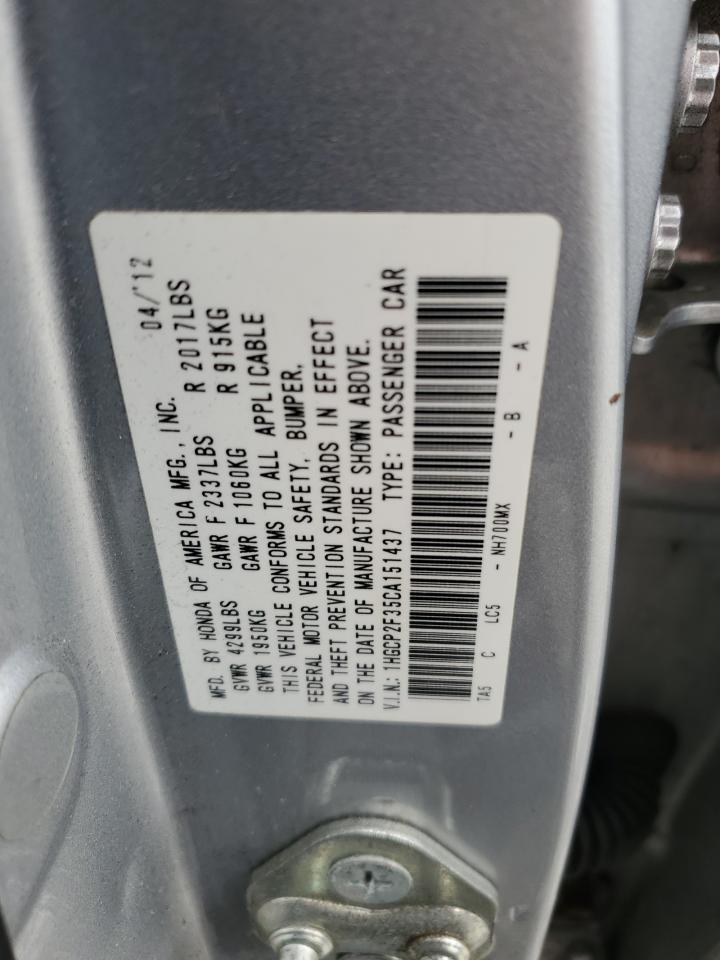 MFD. BY HONDA OF AMERICA MFG., INC. 04/'12
GVWR 4299LBS GAWR F 2337LBS R 2017LBS
GVWR 1950KG GAWR F 1060KG R 915KG
THIS VEHICLE CONFORMS TO ALL APPLICABLE
FEDERAL MOTOR VEHICLE SAFETY, BUMPER,
AND THEFT PREVENTION STANDARDS IN EFFECT
ON THE DATE OF MANUFACTURE SHOWN ABOVE.
V.I.N.: 1HGCP2F35CA151437 TYPE: PASSENGER CAR
TA5 C LC5 - NH700MX - B - A